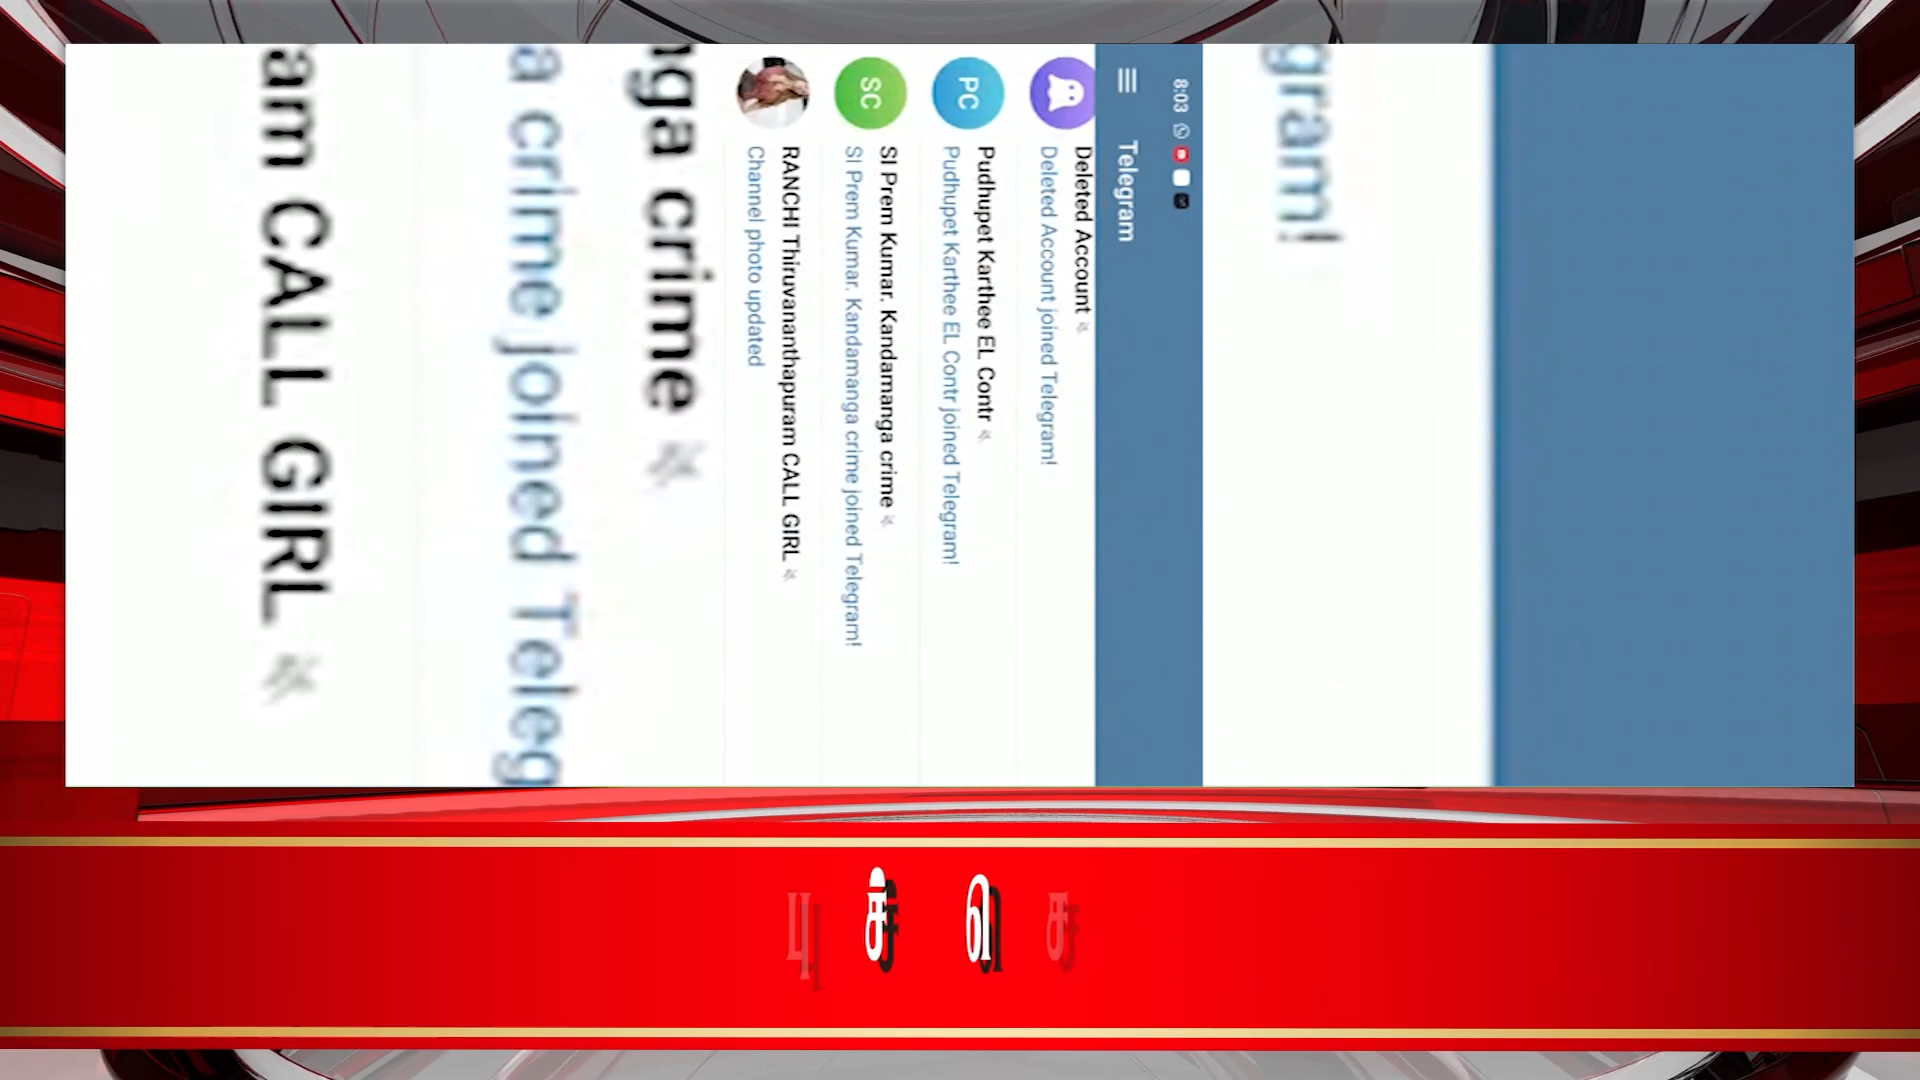 8:03
Telegram
Deleted Account
Deleted Account joined Telegram!
PC
Pudhupet Karthee EL Contr
Pudhupet Karthee EL Contr joined Telegram!
SC
SI Prem Kumar. Kandamanga crime
SI Prem Kumar. Kandamanga crime joined Telegram!
RANCHI Thiruvananthapuram CALL GIRL
Channel photo updated
gram!
nga crime
a crime joined Teleg
am CALL GIRL